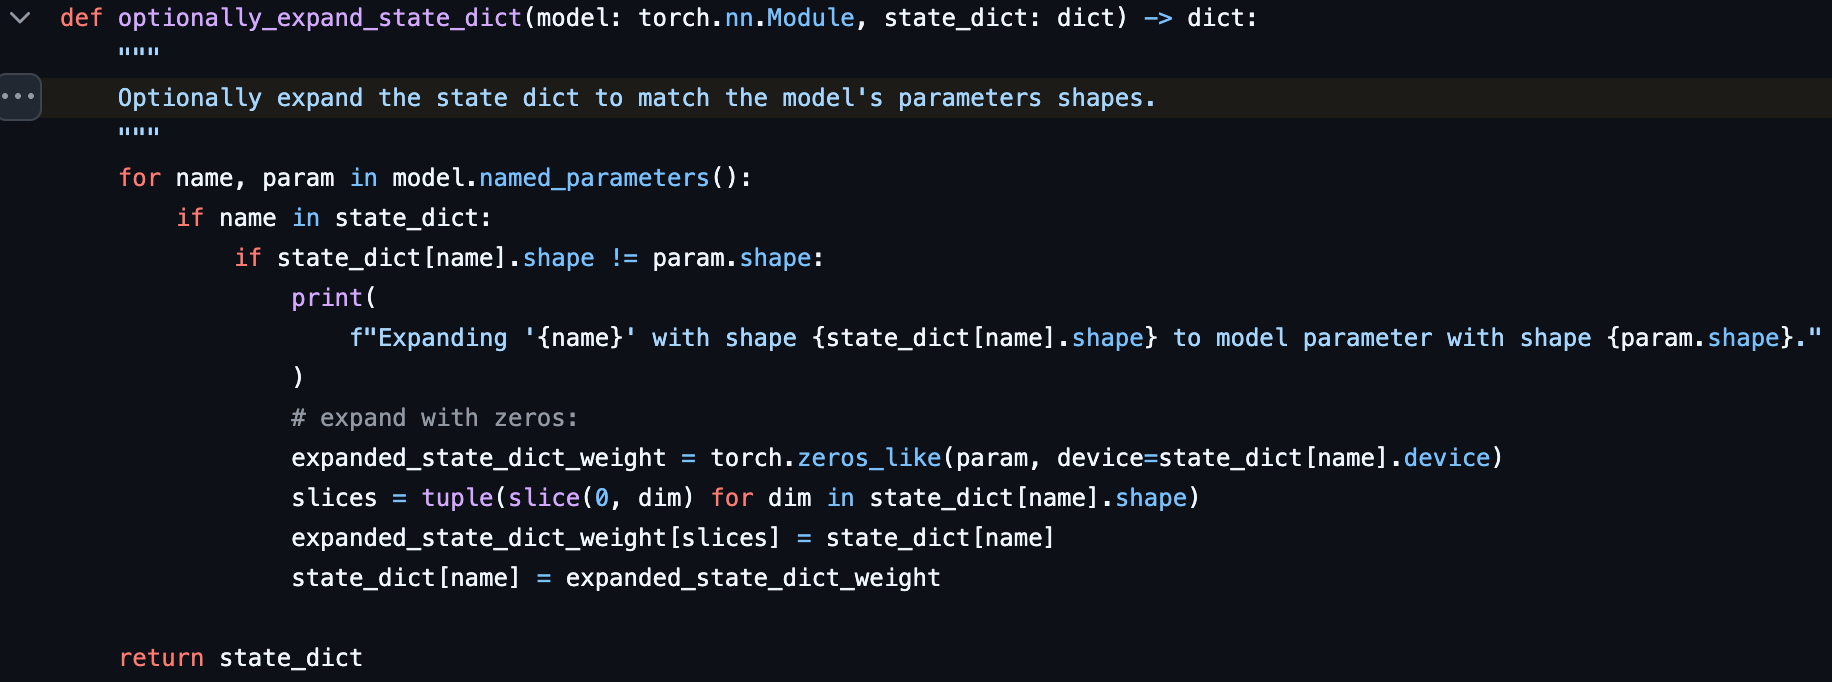 def optionally_expand_state_dict(model: torch.nn.Module, state_dict: dict) -> dict:
    """
    Optionally expand the state dict to match the model's parameters shapes.
    """
    for name, param in model.named_parameters():
        if name in state_dict:
            if state_dict[name].shape != param.shape:
                print(
                    f"Expanding '{name}' with shape {state_dict[name].shape} to model parameter with shape {param.shape}."
                )
                # expand with zeros:
                expanded_state_dict_weight = torch.zeros_like(param, device=state_dict[name].device)
                slices = tuple(slice(0, dim) for dim in state_dict[name].shape)
                expanded_state_dict_weight[slices] = state_dict[name]
                state_dict[name] = expanded_state_dict_weight

    return state_dict